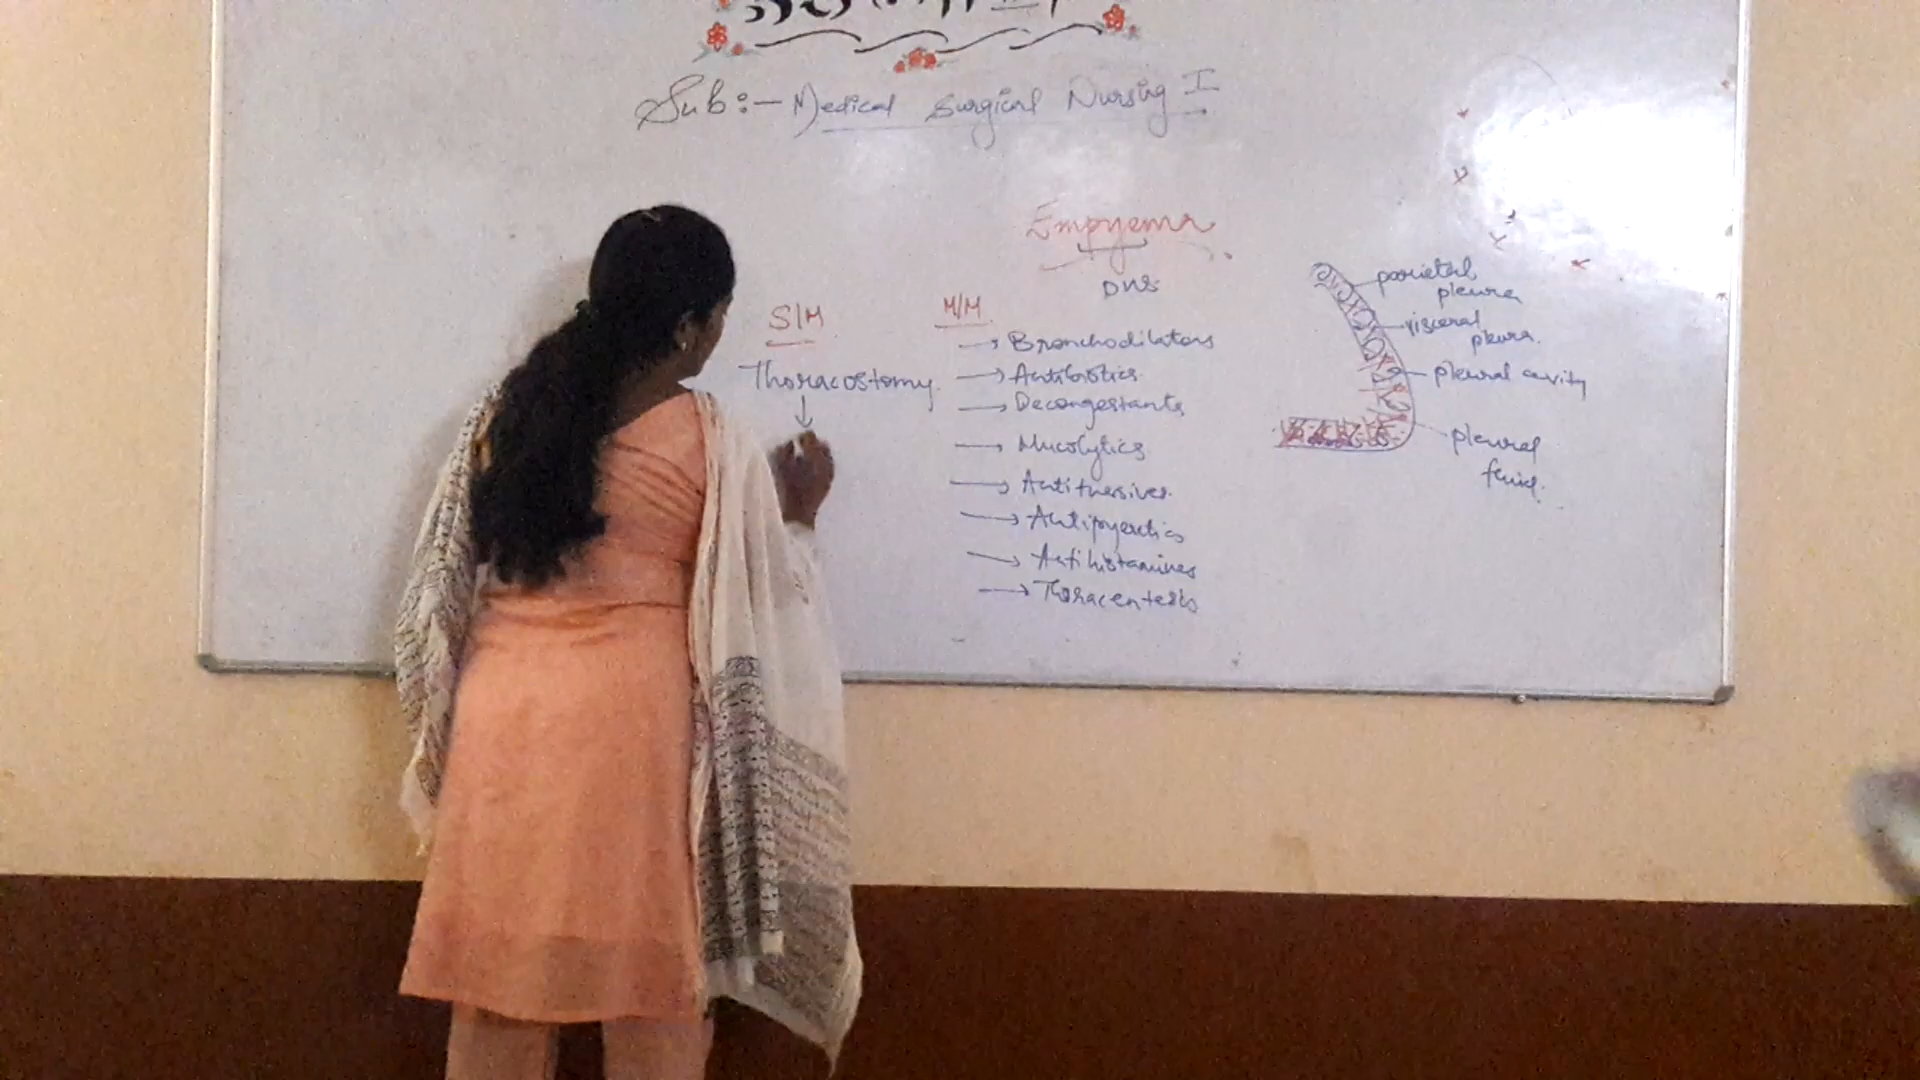 Sub:- Medical Surgical Nursing I
Empyema
DNS
S/M
Thoracostomy.
↓
M/M
→ Bronchodilators
→ Antibiotics
→ Decongestants
→ Mucolytics
→ Antitussives.
→ Antipyretics
→ Antihistamines
→ Thoracentesis
parietal
pleura
visceral
pleura.
pleural cavity
pleural
fluid.